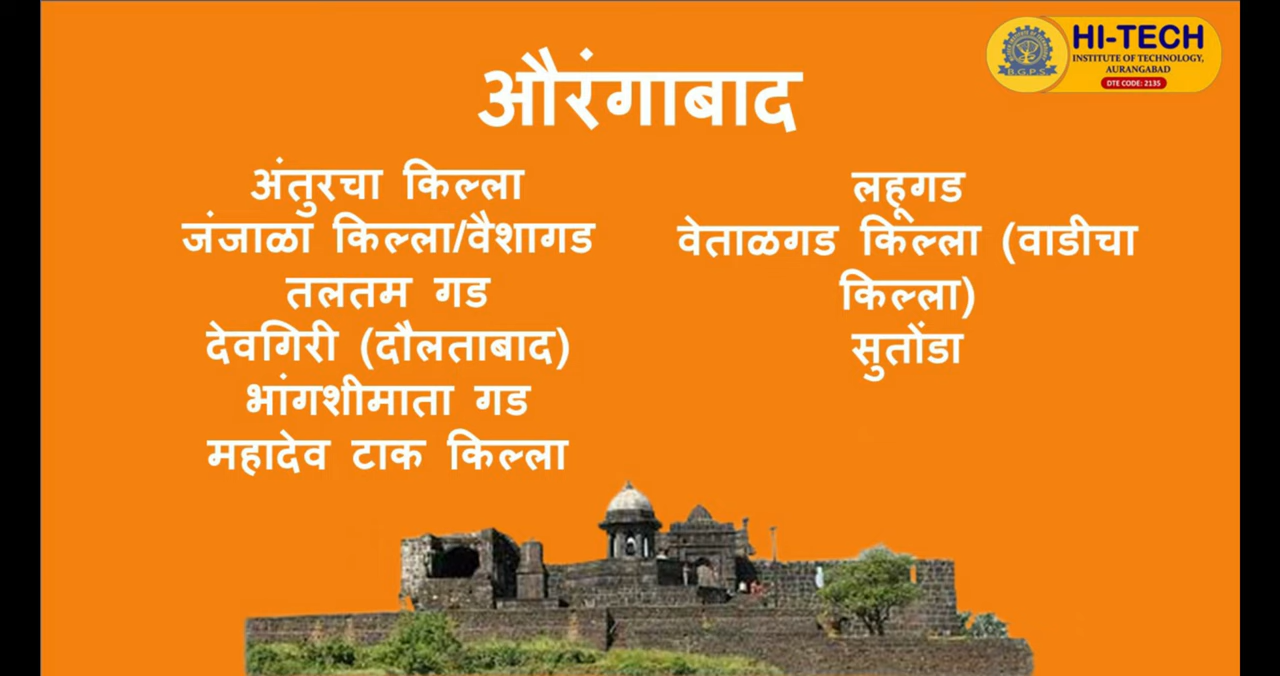 HI-TECH
INSTITUTE OF TECHNOLOGY,
AURANGABAD
DTE CODE: 2135
B.G.P.S.
औरंगाबाद
अंतुरचा किल्ला
जंजाळा किल्ला/वैशागड
तलतम गड
देवगिरी (दौलताबाद)
भांगशीमाता गड
महादेव टाक किल्ला
लहूगड
वेताळगड किल्ला (वाडीचा
किल्ला)
सुतोंडा